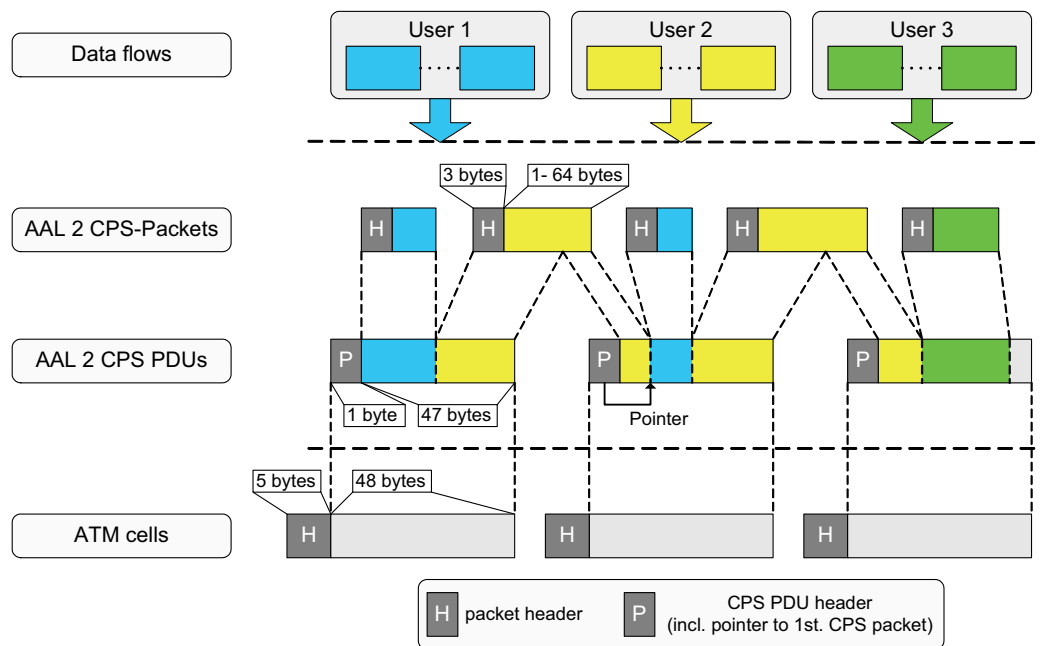 Data flows
User 1
User 2
User 3
3 bytes
1- 64 bytes
AAL 2 CPS-Packets
H
H
H
H
H
AAL 2 CPS PDUs
P
P
P
1 byte
47 bytes
Pointer
5 bytes
48 bytes
ATM cells
H
H
H
H
packet header
P
CPS PDU header
(incl. pointer to 1st. CPS packet)